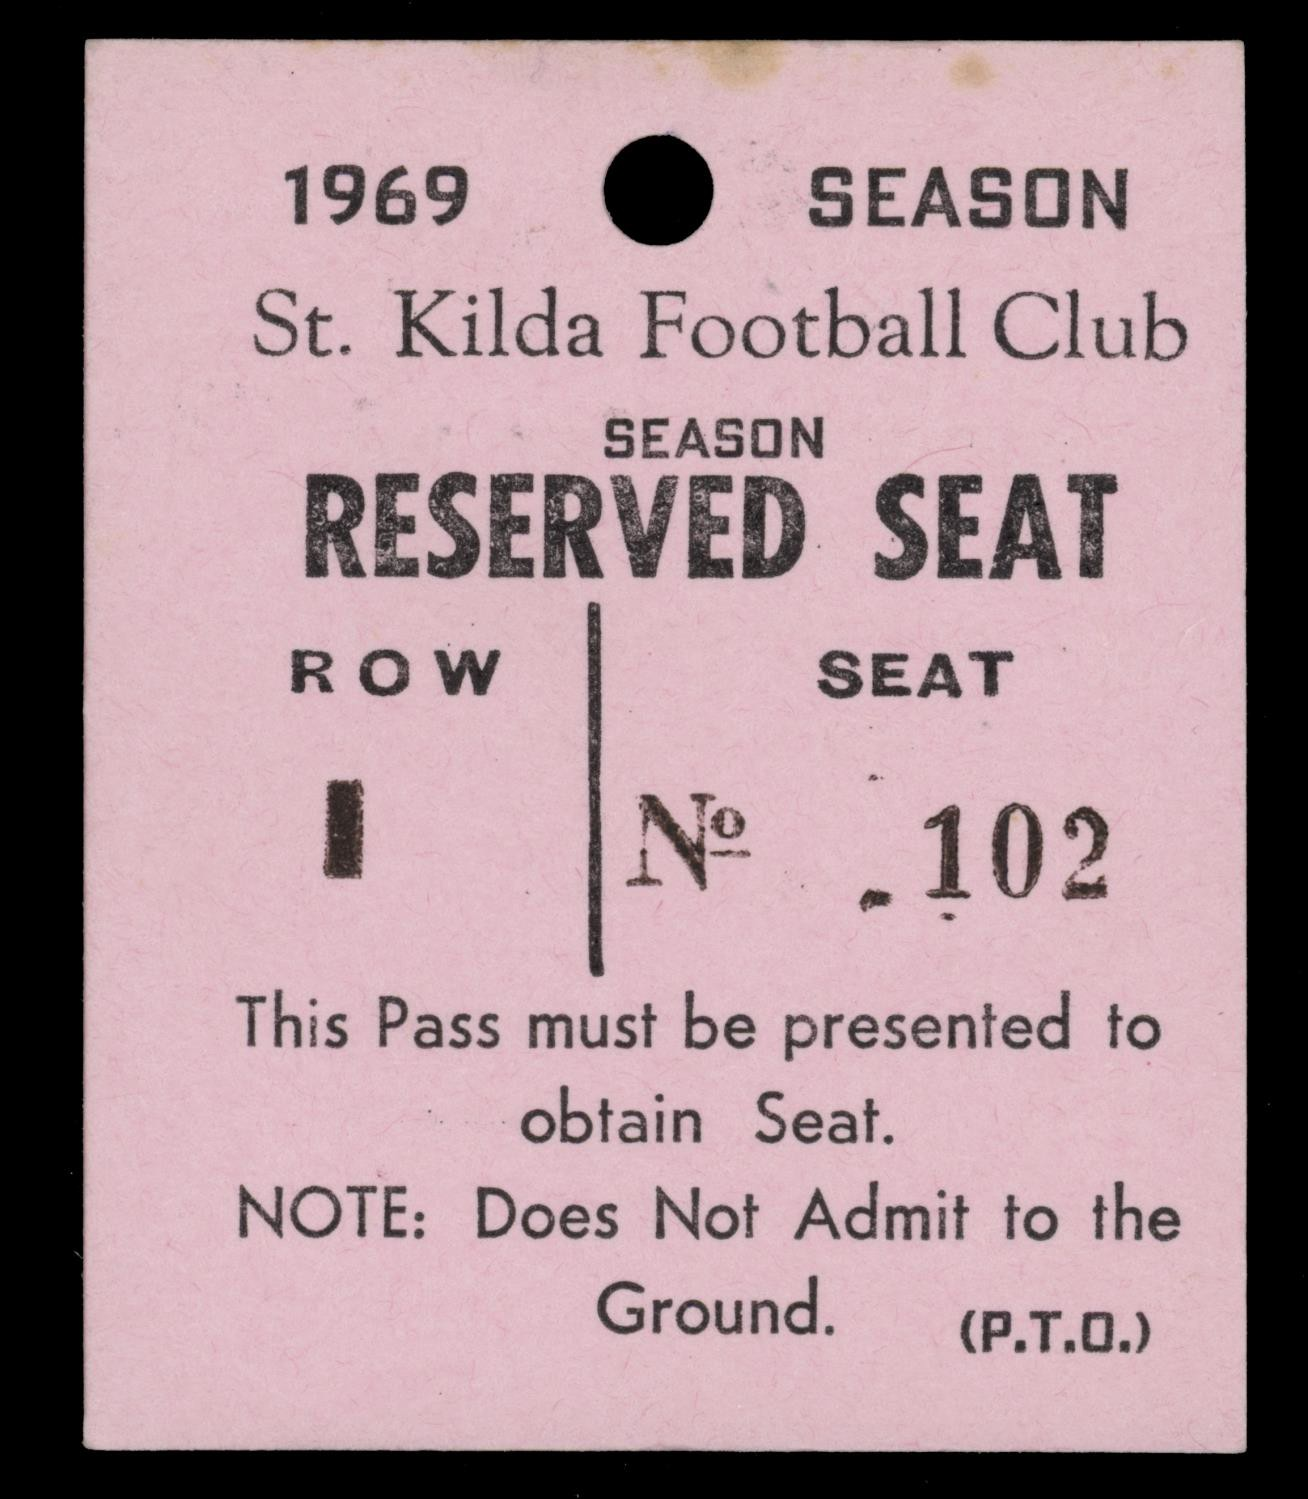 1969 SEASON
St. Kilda Football Club
SEASON
RESERVED SEAT
ROW SEAT
I Nº 102
This Pass must be presented to
obtain Seat.
NOTE: Does Not Admit to the
Ground. (P.T.O.)